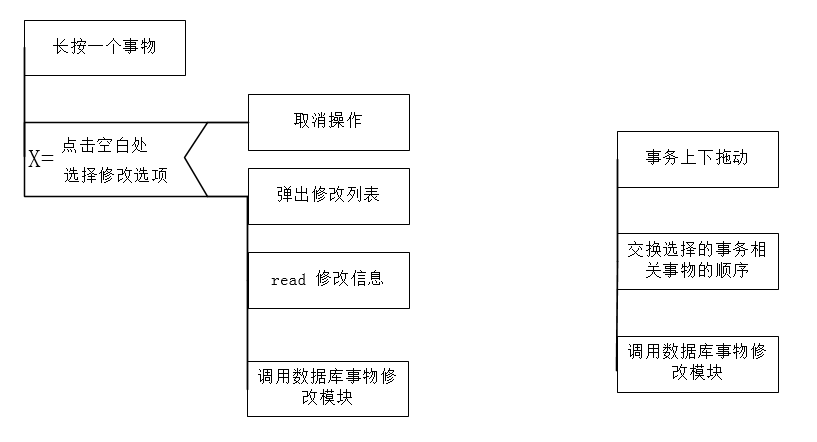 长按一个事物
取消操作
X= 点击空白处
选择修改选项
弹出修改列表
read 修改信息
调用数据库事物修
改模块
事务上下拖动
交换选择的事务相
关事物的顺序
调用数据库事物修
改模块